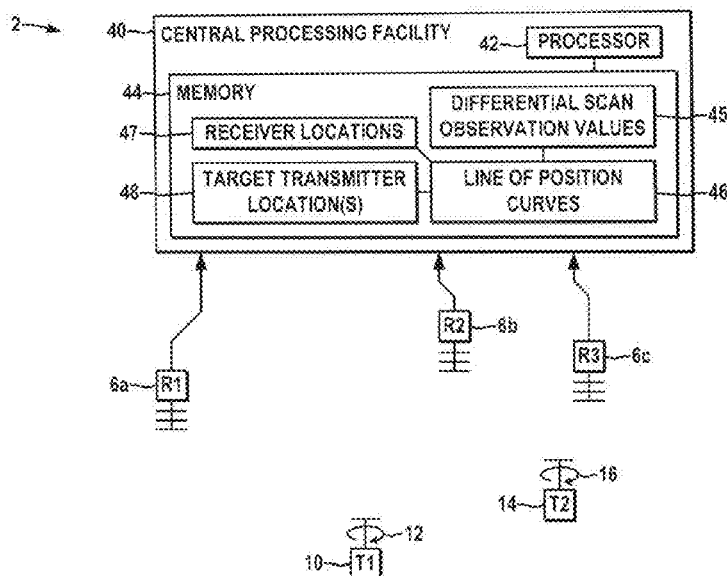 2
40
CENTRAL PROCESSING FACILITY
42
PROCESSOR
44
MEMORY
DIFFERENTIAL SCAN
OBSERVATION VALUES
45
47
RECEIVER LOCATIONS
48
TARGET TRANSMITTER
LOCATION(S)
LINE OF POSITION
CURVES
46
R2
6b
6a
R1
R3
6c
16
14
T2
12
10
T1